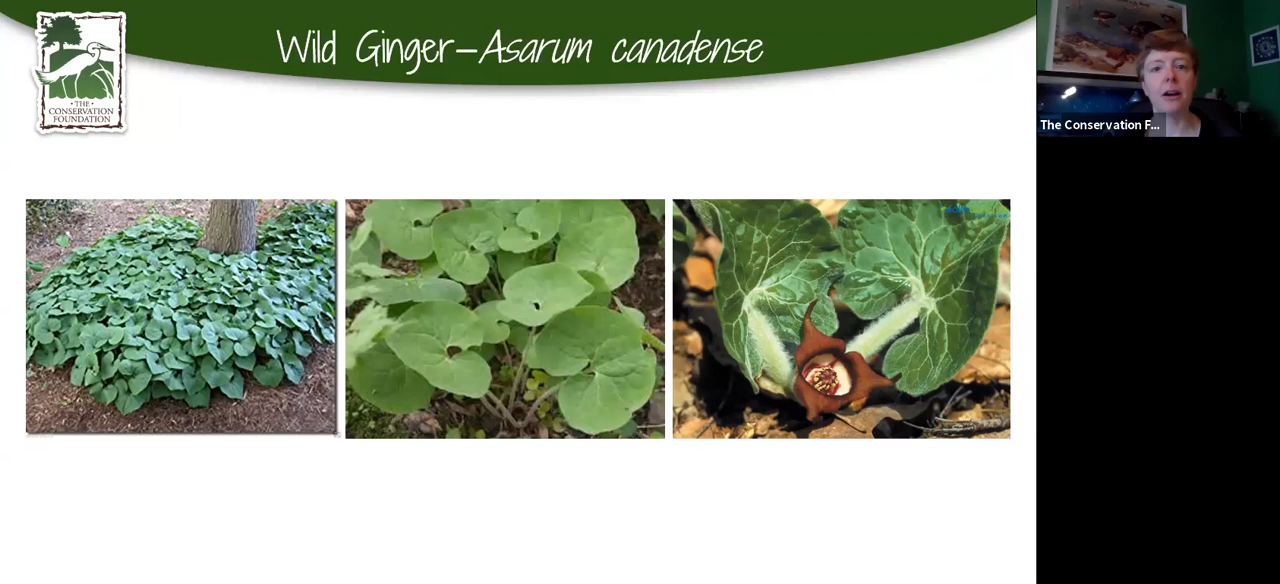 Wild Ginger–Asarum canadense
• THE •
CONSERVATION
FOUNDATION
The Conservation F...